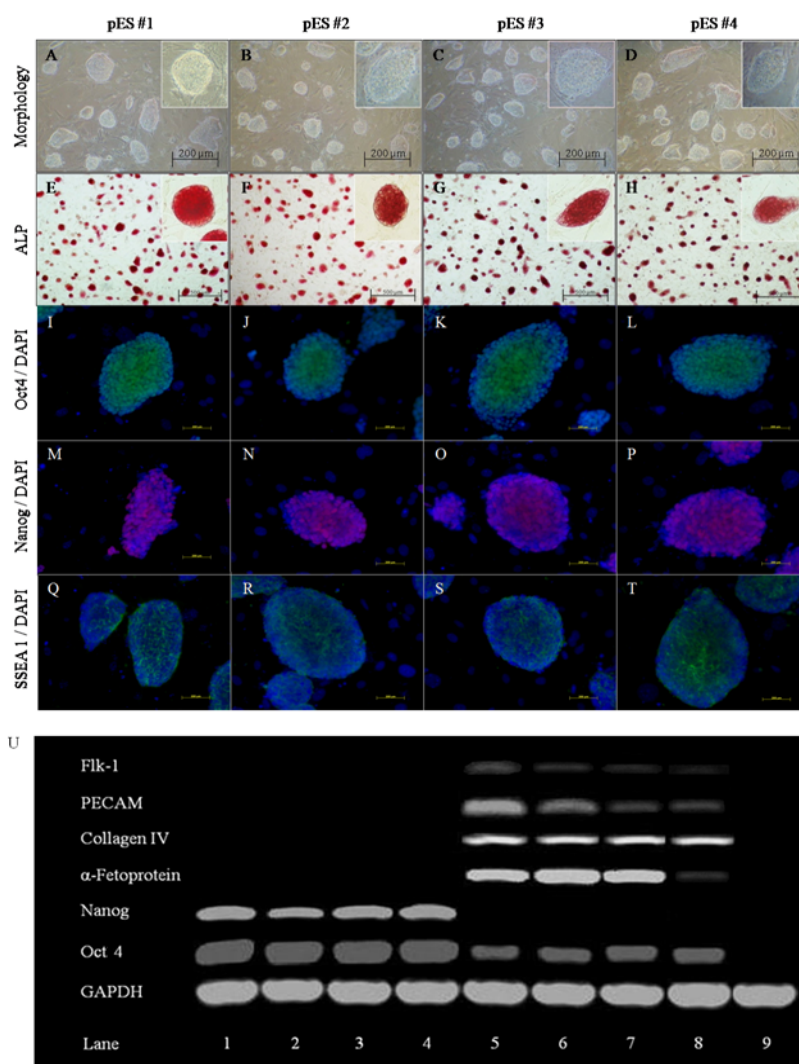 pES #1 pES #2 pES #3 pES #4
Morphology
A B C D
200 μm 200 μm 200 μm 200 μm
ALP
E F G H
Oct4 / DAPI
I J K L
Nanog / DAPI
M N O P
SSEA 1 / DAPI
Q R S T
U
Flk-1
PECAM
Collagen IV
α-Fetoprotein
Nanog
Oct 4
GAPDH
Lane 1 2 3 4 5 6 7 8 9